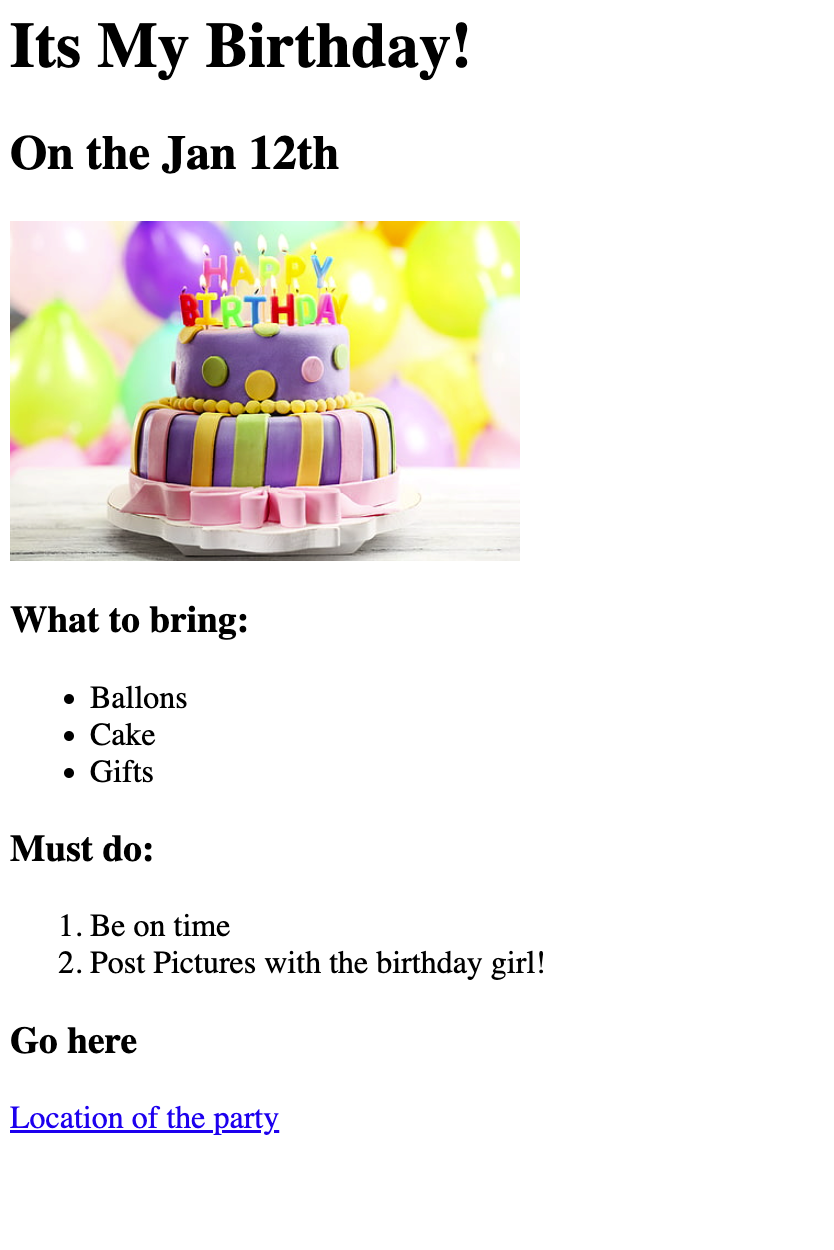 Its My Birthday!
On the Jan 12th
HAPPY
BIRTHDAY
What to bring:
• Ballons
• Cake
• Gifts
Must do:
1. Be on time
2. Post Pictures with the birthday girl!
Go here
Location of the party